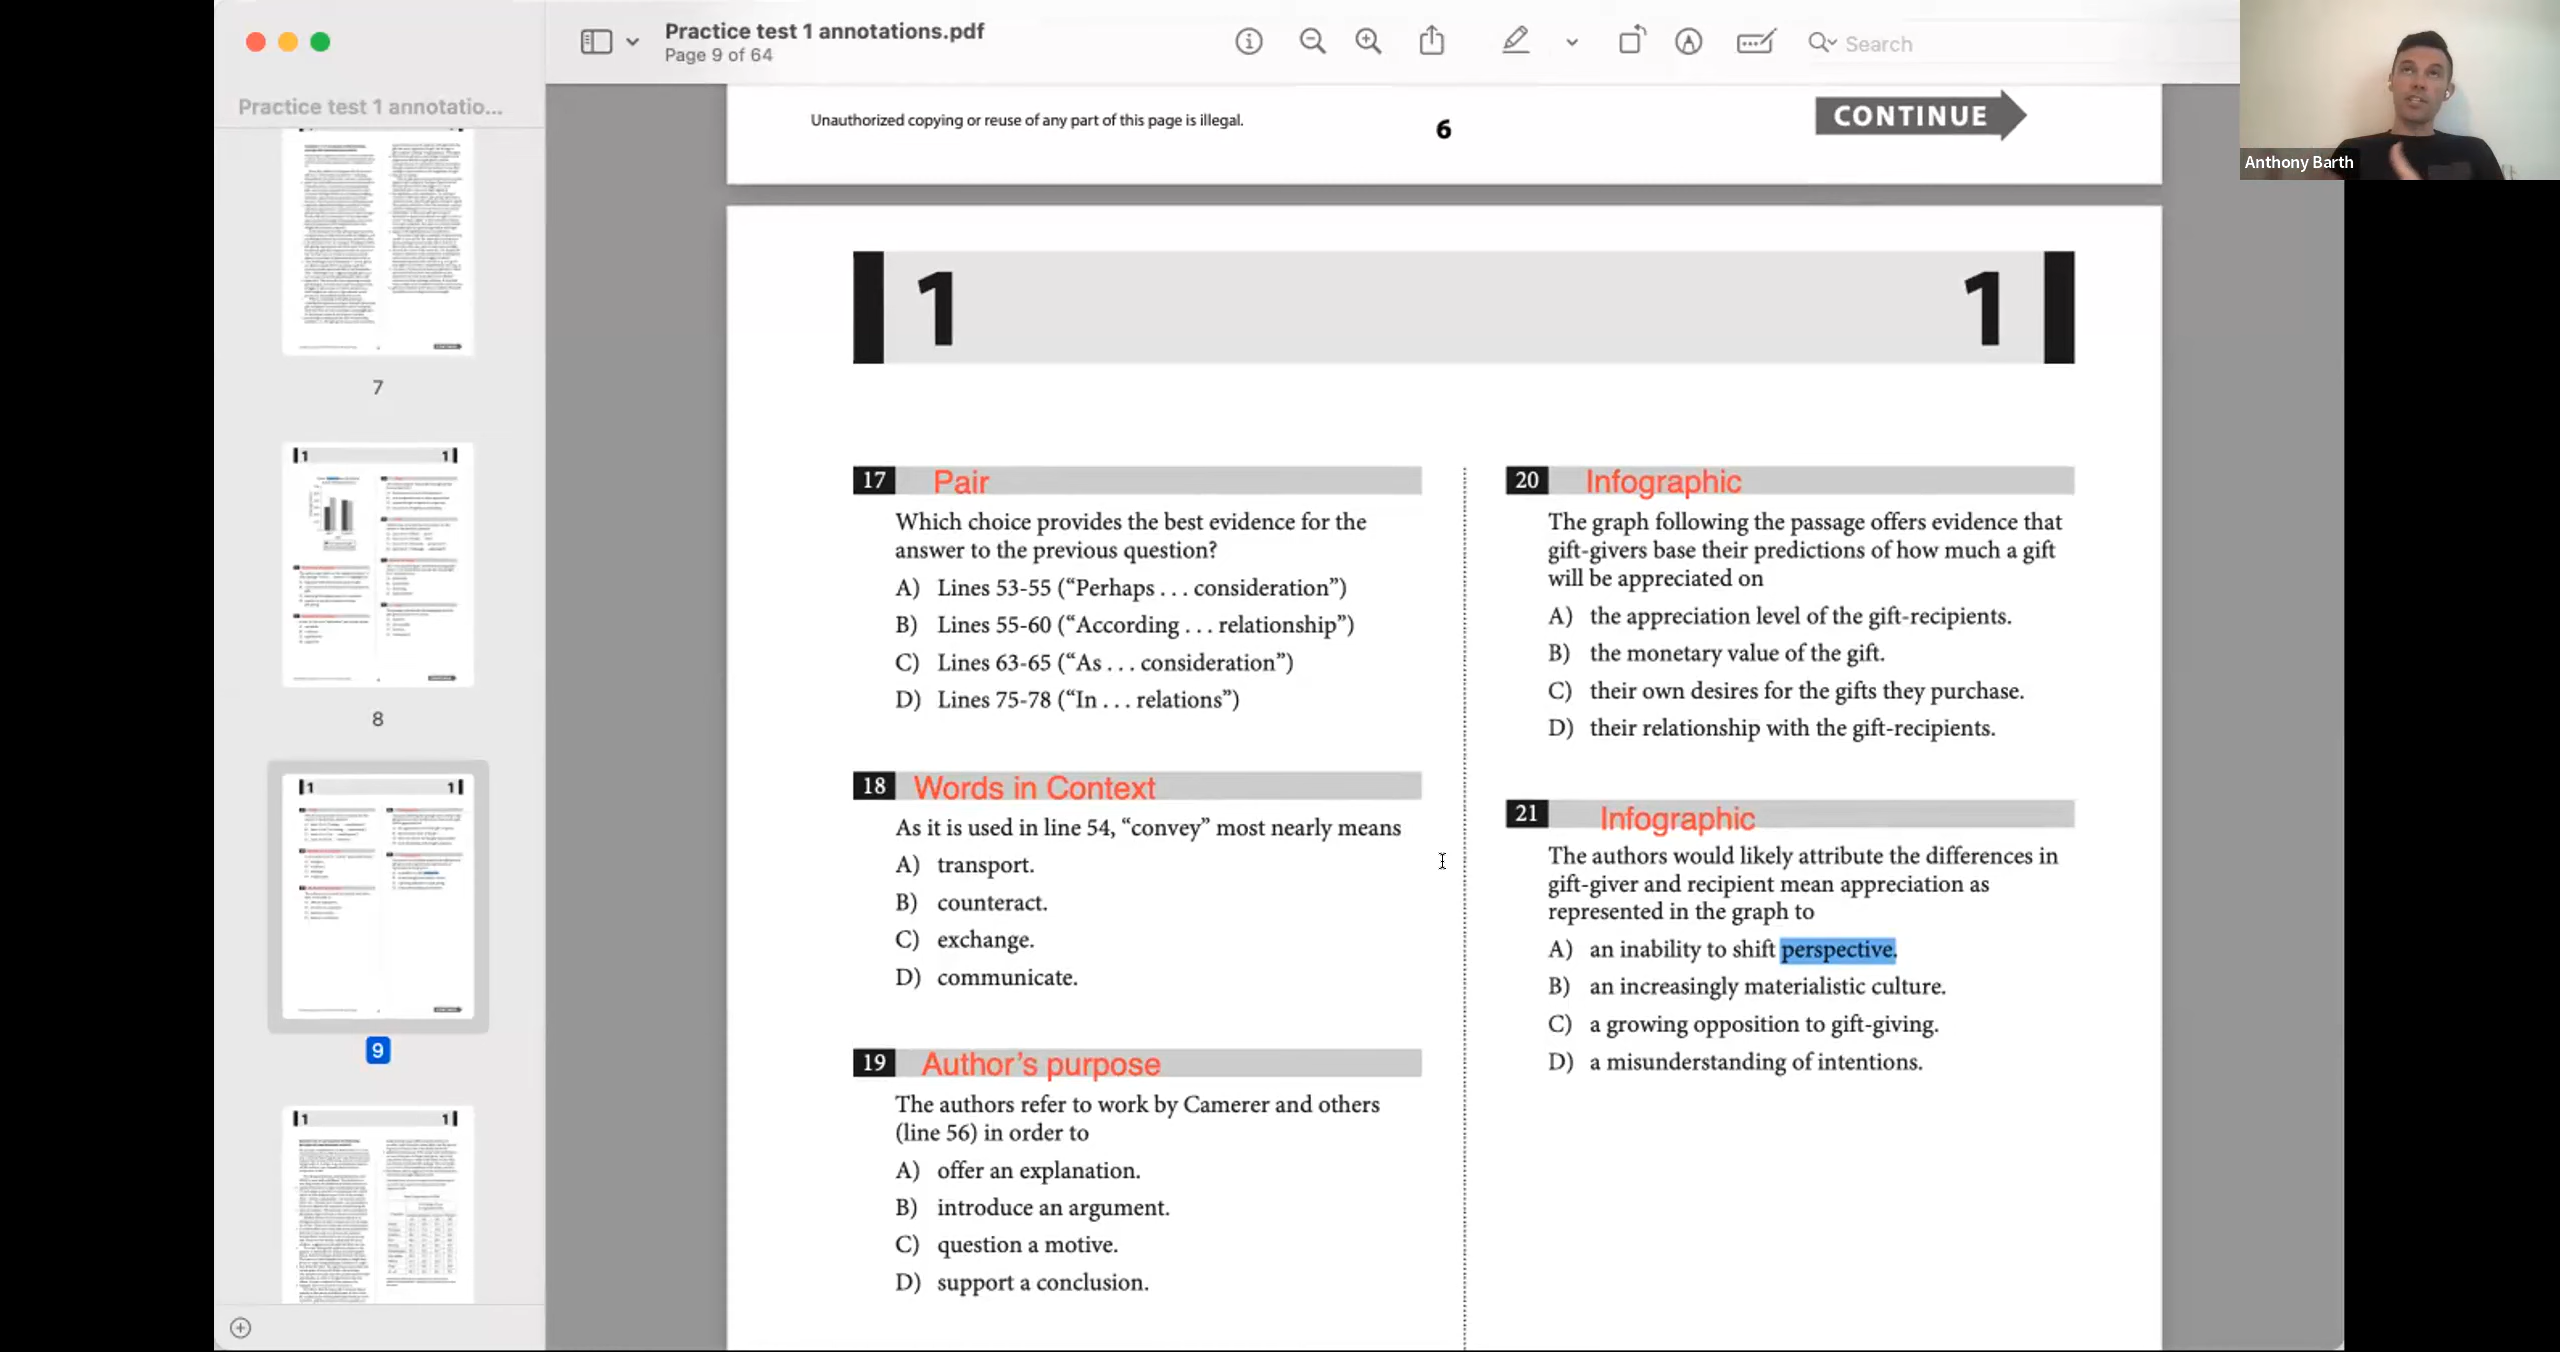 Practice test 1 annotations.pdf
Page 9 of 64
Search
Anthony Barth
Practice test 1 annotatio...
7
8
9
Unauthorized copying or reuse of any part of this page is illegal.
6
CONTINUE
1
1
17 Pair
Which choice provides the best evidence for the
answer to the previous question?
A) Lines 53-55 (“Perhaps . . . consideration”)
B) Lines 55-60 (“According . . . relationship”)
C) Lines 63-65 (“As . . . consideration”)
D) Lines 75-78 (“In . . . relations”)
18 Words in Context
As it is used in line 54, “convey” most nearly means
A) transport.
B) counteract.
C) exchange.
D) communicate.
19 Author’s purpose
The authors refer to work by Camerer and others
(line 56) in order to
A) offer an explanation.
B) introduce an argument.
C) question a motive.
D) support a conclusion.
20 Infographic
The graph following the passage offers evidence that
gift-givers base their predictions of how much a gift
will be appreciated on
A) the appreciation level of the gift-recipients.
B) the monetary value of the gift.
C) their own desires for the gifts they purchase.
D) their relationship with the gift-recipients.
21 Infographic
The authors would likely attribute the differences in
gift-giver and recipient mean appreciation as
represented in the graph to
A) an inability to shift perspective.
B) an increasingly materialistic culture.
C) a growing opposition to gift-giving.
D) a misunderstanding of intentions.